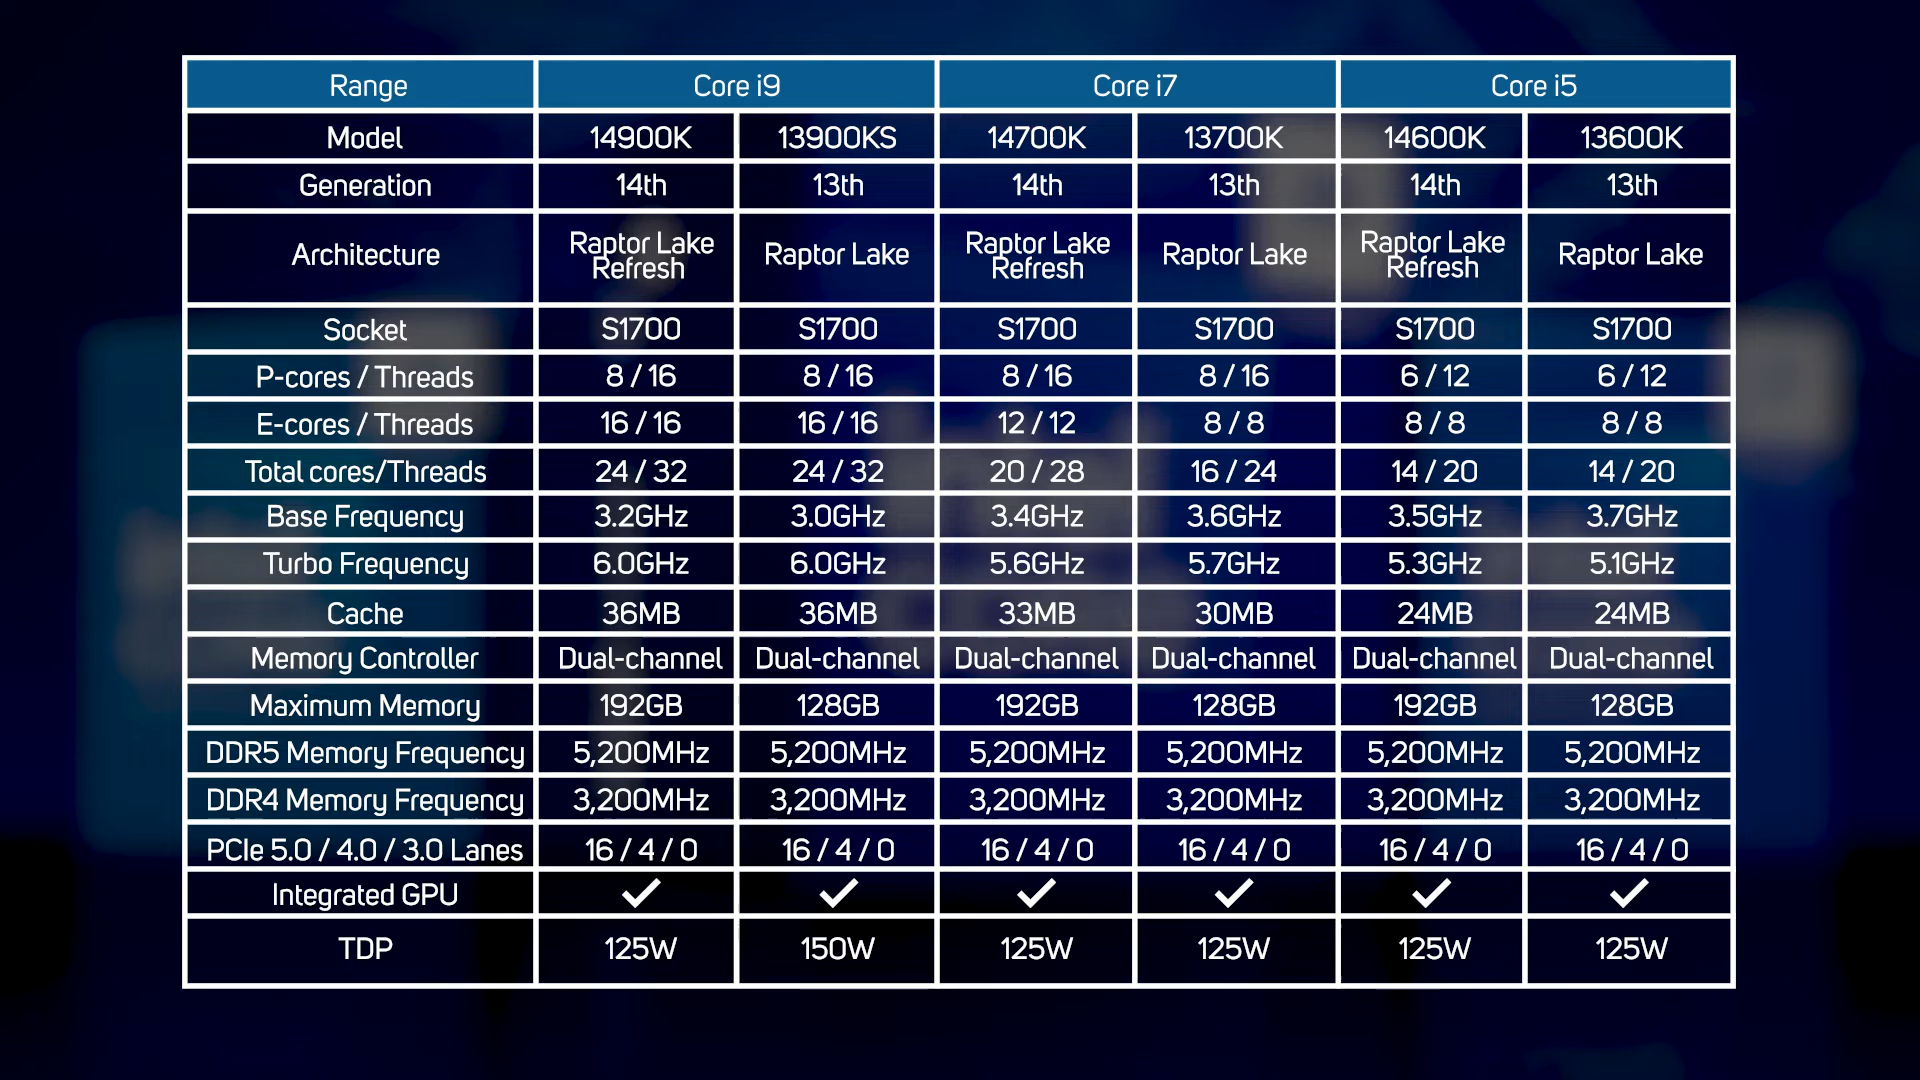 Range Core i9 Core i7 Core i5
Model 14900K 13900KS 14700K 13700K 14600K 13600K
Generation 14th 13th 14th 13th 14th 13th
Architecture Raptor Lake Refresh Raptor Lake Raptor Lake Refresh Raptor Lake Raptor Lake Refresh Raptor Lake
Socket S1700 S1700 S1700 S1700 S1700 S1700
P-cores / Threads 8 / 16 8 / 16 8 / 16 8 / 16 6 / 12 6 / 12
E-cores / Threads 16 / 16 16 / 16 12 / 12 8 / 8 8 / 8 8 / 8
Total cores/Threads 24 / 32 24 / 32 20 / 28 16 / 24 14 / 20 14 / 20
Base Frequency 3.2GHz 3.0GHz 3.4GHz 3.6GHz 3.5GHz 3.7GHz
Turbo Frequency 6.0GHz 6.0GHz 5.6GHz 5.7GHz 5.3GHz 5.1GHz
Cache 36MB 36MB 33MB 30MB 24MB 24MB
Memory Controller Dual-channel Dual-channel Dual-channel Dual-channel Dual-channel Dual-channel
Maximum Memory 192GB 128GB 192GB 128GB 192GB 128GB
DDR5 Memory Frequency 5,200MHz 5,200MHz 5,200MHz 5,200MHz 5,200MHz 5,200MHz
DDR4 Memory Frequency 3,200MHz 3,200MHz 3,200MHz 3,200MHz 3,200MHz 3,200MHz
PCIe 5.0 / 4.0 / 3.0 Lanes 16 / 4 / 0 16 / 4 / 0 16 / 4 / 0 16 / 4 / 0 16 / 4 / 0 16 / 4 / 0
Integrated GPU ✓ ✓ ✓ ✓ ✓ ✓
TDP 125W 150W 125W 125W 125W 125W